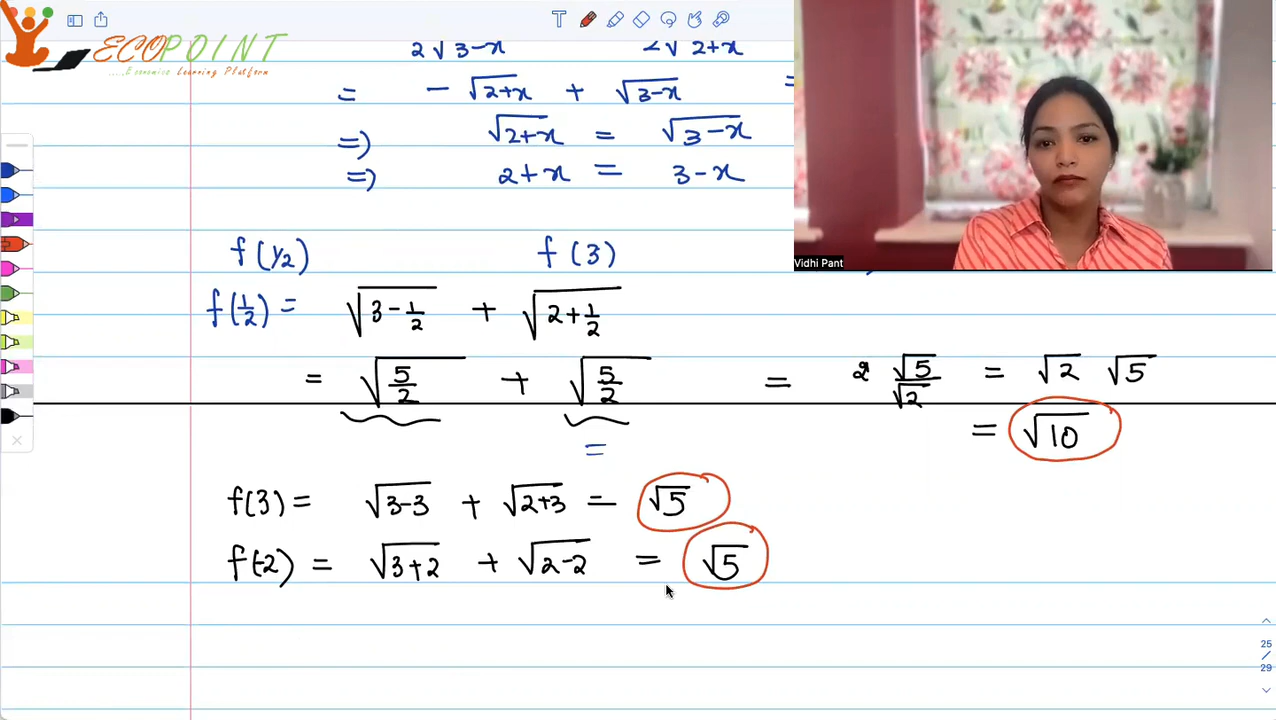 ECOPOINT
....Economics Learning Platform
2√3-x 2√2+x
= - √2+x + √3-x =
=) √2+x = √3-x
=) 2+x = 3-x
Vidhi Pant
f(1/2) f(3)
f(1/2) = √3-1/2 + √2+1/2
= √5/2 + √5/2 = 2 √5/√2 = √2 √5
= √10
=
f(3) = √3-3 + √2+3 = √5
f(-2) = √3+2 + √2-2 = √5
25
/
29